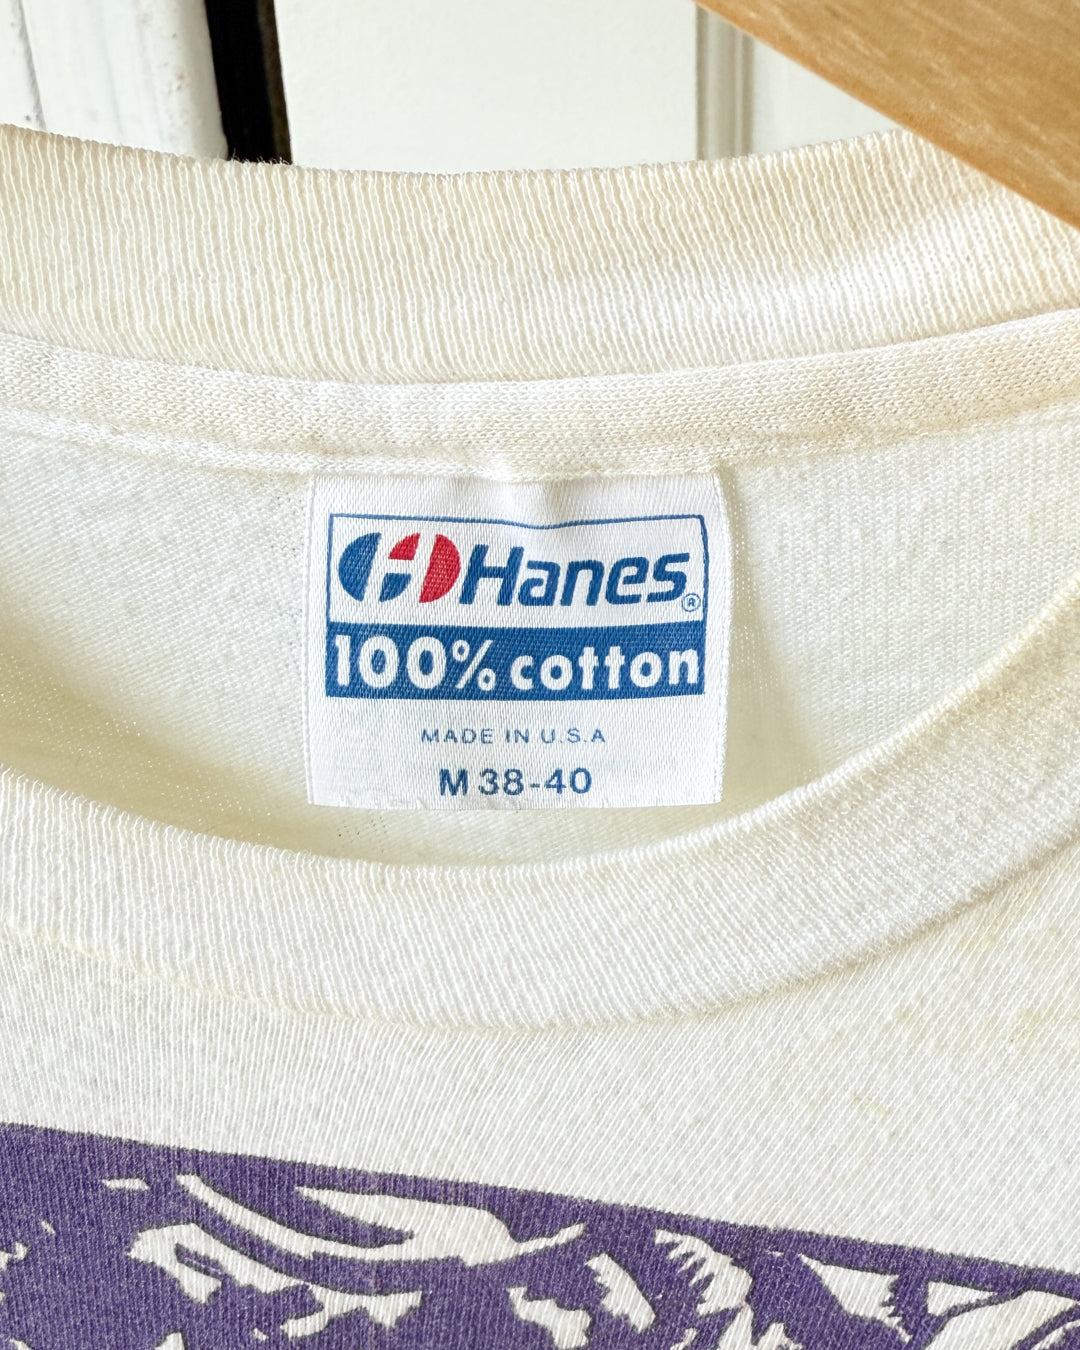 Hanes®
100% cotton
MADE IN U.S.A
M 38-40